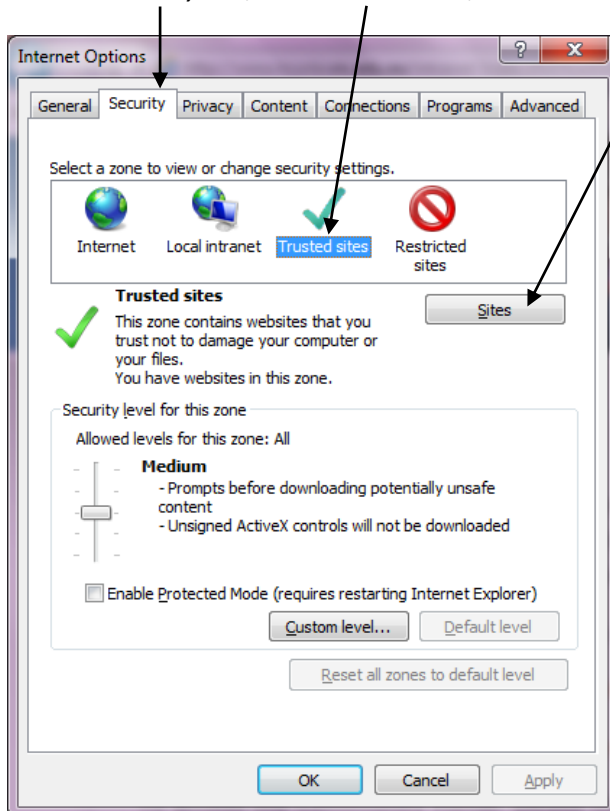 Internet Options
General Security Privacy Content Connections Programs Advanced
Select a zone to view or change security settings.
Internet Local intranet Trusted sites Restricted
sites
Trusted sites
Sites
This zone contains websites that you
trust not to damage your computer or
your files.
You have websites in this zone.
Security level for this zone
Allowed levels for this zone: All
Medium
- Prompts before downloading potentially unsafe
content
- Unsigned ActiveX controls will not be downloaded
Enable Protected Mode (requires restarting Internet Explorer)
Custom level... Default level
Reset all zones to default level
OK Cancel Apply